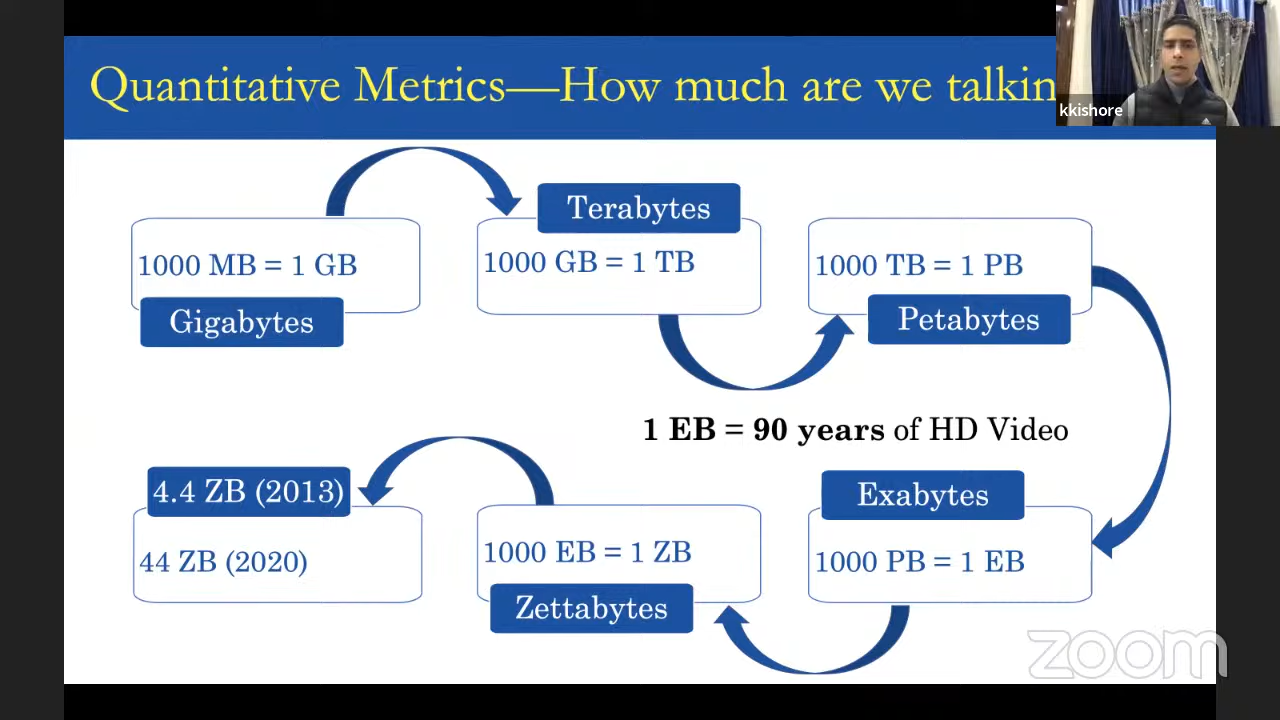 Quantitative Metrics—How much are we talkin
kkishore
1000 MB = 1 GB
Gigabytes
Terabytes
1000 GB = 1 TB
1000 TB = 1 PB
Petabytes
1 EB = 90 years of HD Video
Exabytes
1000 PB = 1 EB
1000 EB = 1 ZB
Zettabytes
4.4 ZB (2013)
44 ZB (2020)
zoom